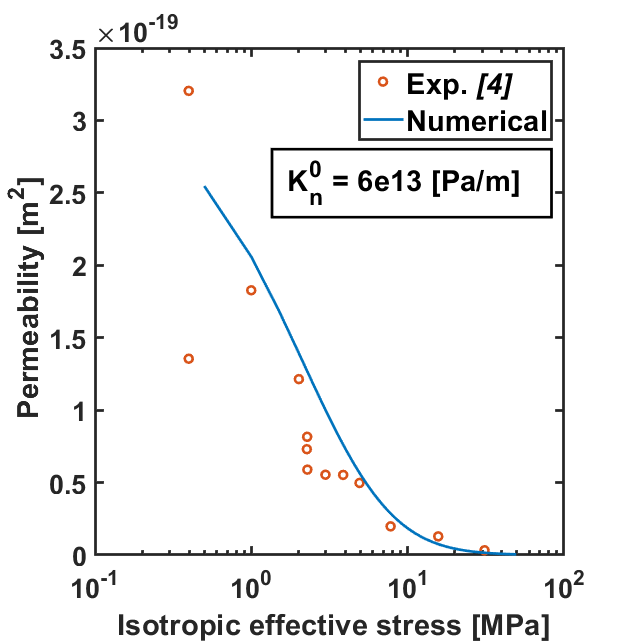 ×10^-19
3.5
3
2.5
2
1.5
1
0.5
0
Permeability [m^2]
Exp. [4]
Numerical
K_n^0 = 6e13 [Pa/m]
10^-1 10^0 10^1 10^2
Isotropic effective stress [MPa]